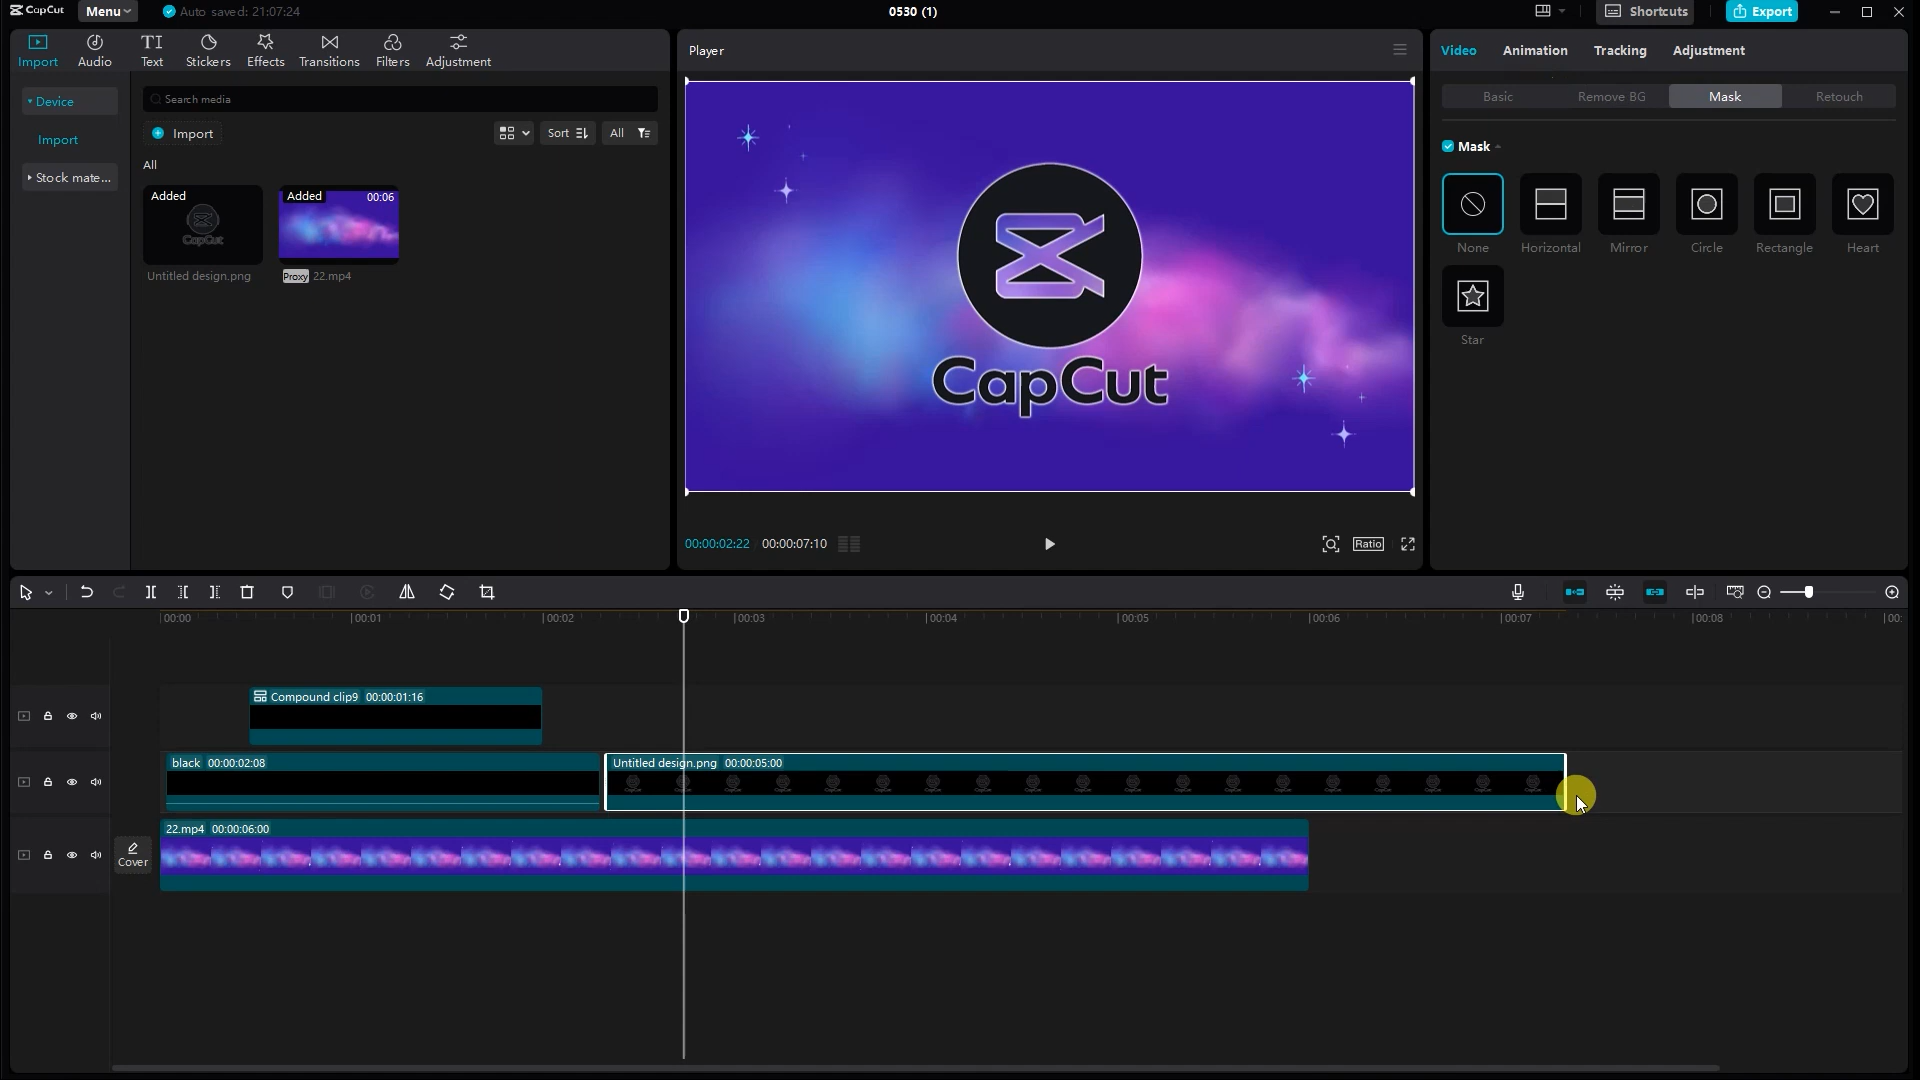 CapCut
Menu
Auto saved: 21:07:24
0530 (1)
Shortcuts
Export
Import
Audio
Text
Stickers
Effects
Transitions
Filters
Adjustment
Player
Video
Animation
Tracking
Adjustment
Device
Search media
Basic
Remove BG
Mask
Retouch
Import
Import
Sort
All
Mask
All
Stock mate...
Added
CapCut
Added
00:06
Untitled design.png
Proxy
22.mp4
None
Horizontal
Mirror
Circle
Rectangle
Heart
Star
CapCut
00:00:02:22
00:00:07:10
Ratio
00:00
00:01
00:02
00:03
00:04
00:05
00:06
00:07
00:08
00:
Compound clip9 00:00:01:16
black 00:00:02:08
Untitled design.png 00:00:05:00
22.mp4 00:00:06:00
Cover